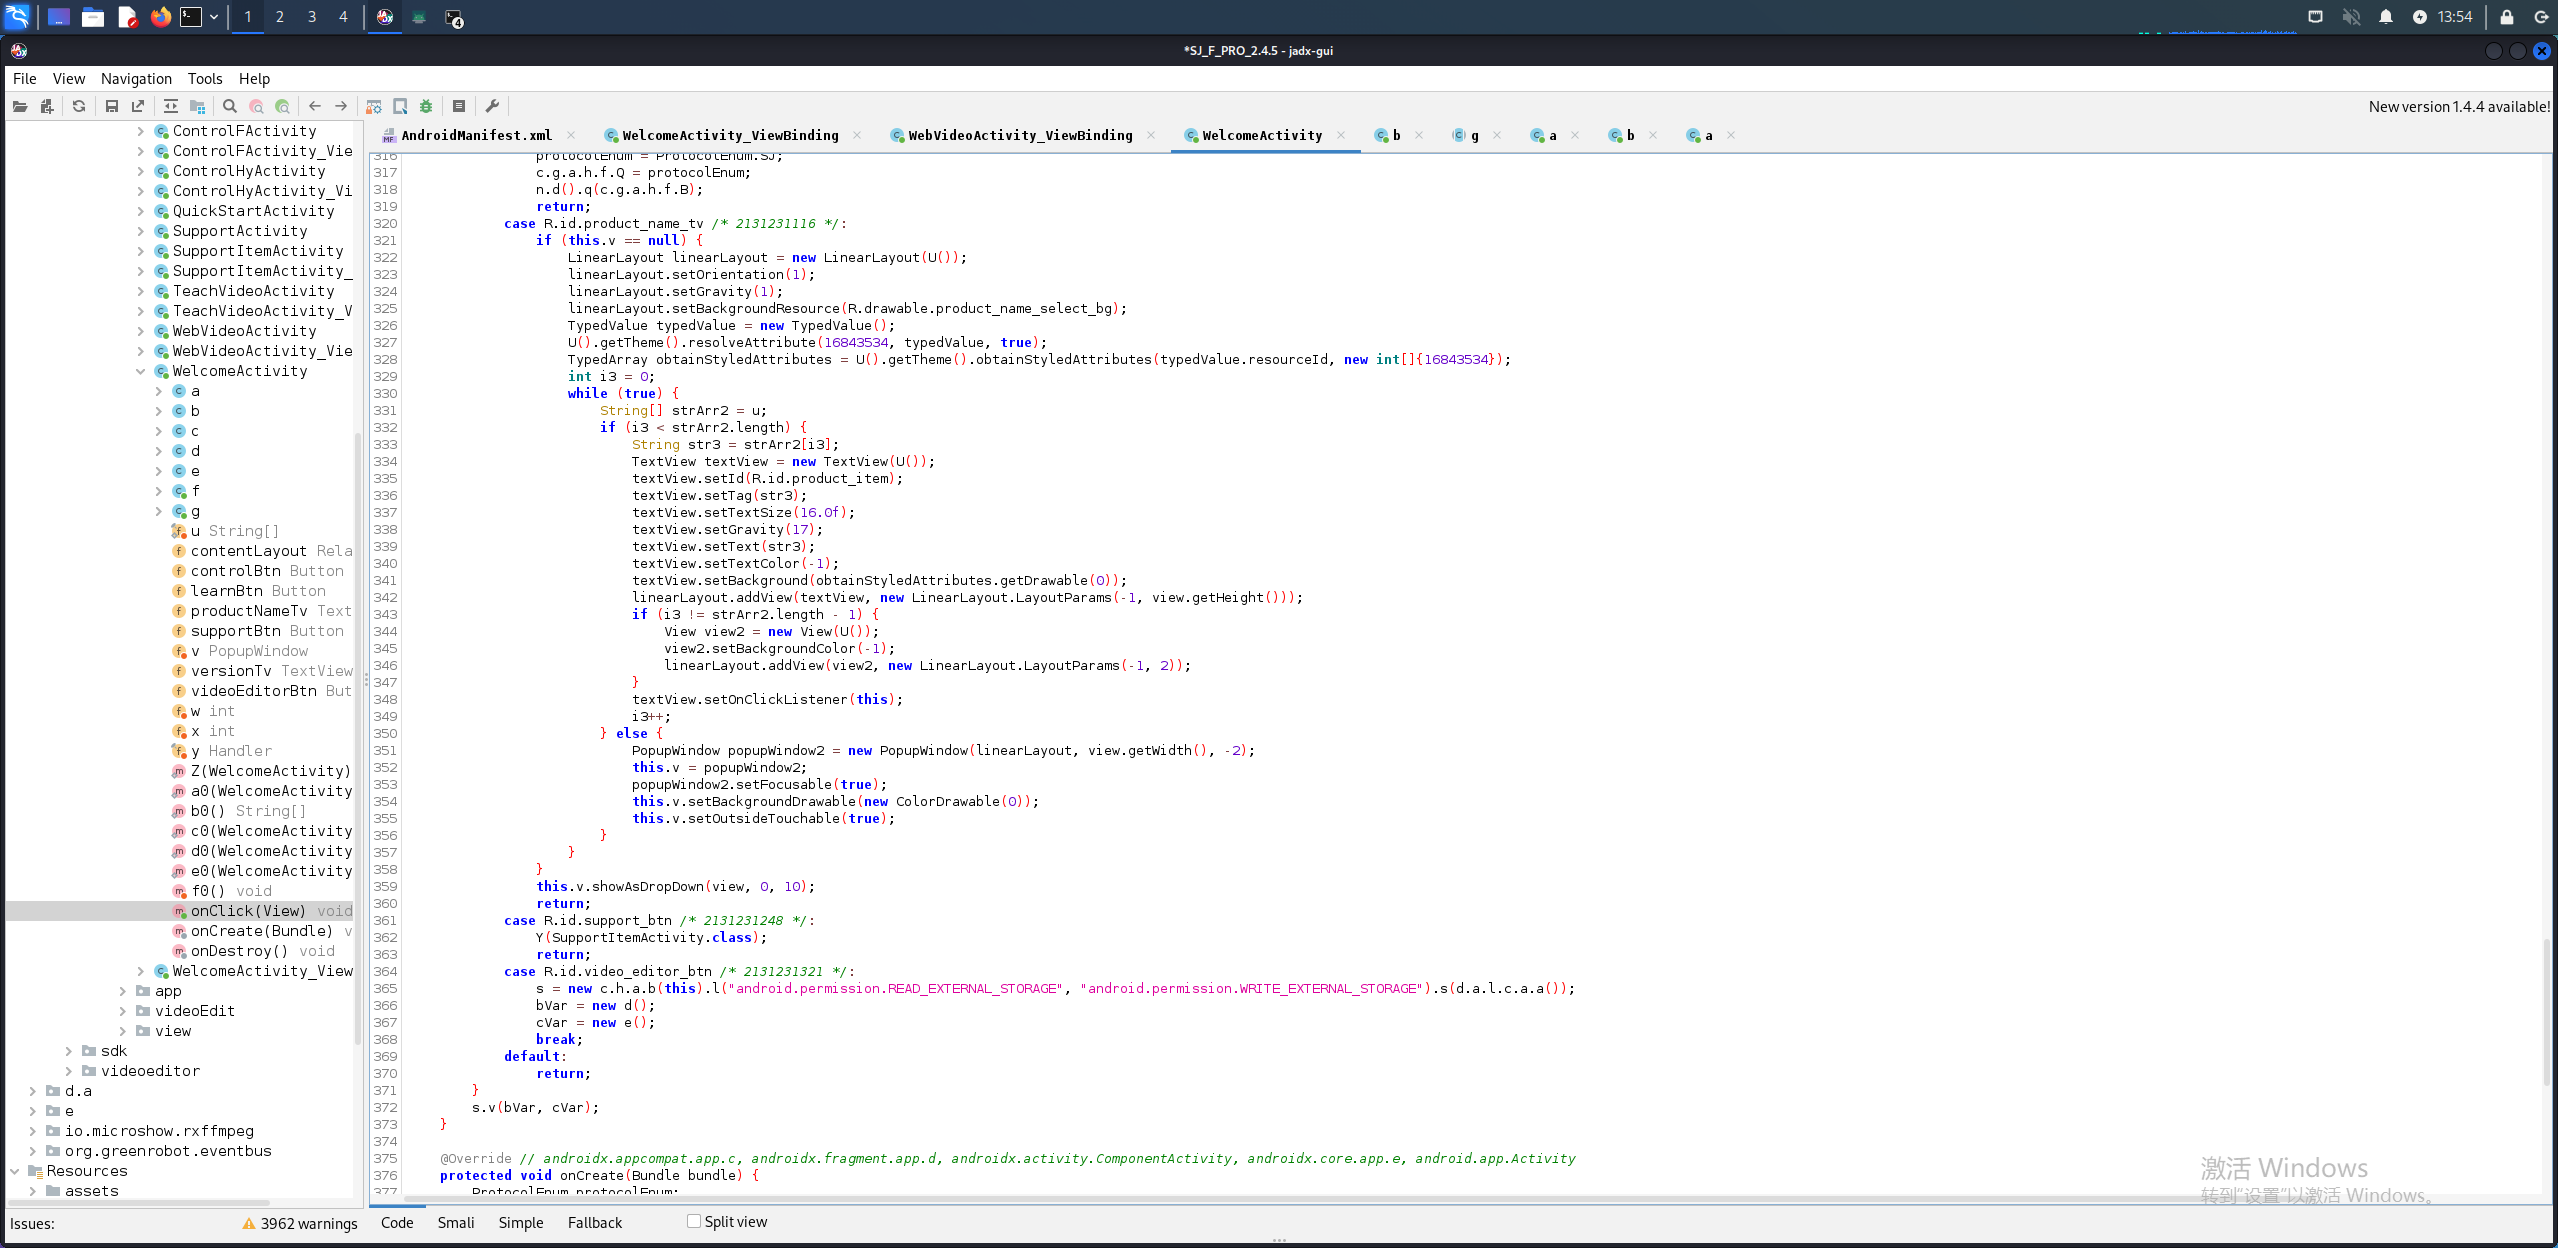 1 2 3 4
13:54
*SJ_F_PRO_2.4.5 - jadx-gui
File View Navigation Tools Help
New version 1.4.4 available!
ControlFActivity
ControlFActivity_Vie
ControlHyActivity
ControlHyActivity_Vi
QuickStartActivity
SupportActivity
SupportItemActivity
SupportItemActivity_
TeachVideoActivity
TeachVideoActivity_V
WebVideoActivity
WebVideoActivity_Vie
WelcomeActivity
a
b
c
d
e
f
g
u String[]
contentLayout Rela
controlBtn Button
learnBtn Button
productNameTv Text
supportBtn Button
v PopupWindow
versionTv TextView
videoEditorBtn But
w int
x int
y Handler
Z(WelcomeActivity)
a0(WelcomeActivity
b0() String[]
c0(WelcomeActivity
d0(WelcomeActivity
e0(WelcomeActivity
f0() void
onClick(View) void
onCreate(Bundle) v
onDestroy() void
WelcomeActivity_View
app
videoEdit
view
sdk
videoeditor
d.a
e
io.microshow.rxffmpeg
org.greenrobot.eventbus
Resources
assets
AndroidManifest.xml WelcomeActivity_ViewBinding WebVideoActivity_ViewBinding WelcomeActivity b g a b a
316 protocolEnum = ProtocolEnum.SJ;
317 c.g.a.h.f.Q = protocolEnum;
318 n.d().q(c.g.a.h.f.B);
319 return;
320 case R.id.product_name_tv /* 2131231116 */:
321 if (this.v == null) {
322 LinearLayout linearLayout = new LinearLayout(U());
323 linearLayout.setOrientation(1);
324 linearLayout.setGravity(1);
325 linearLayout.setBackgroundResource(R.drawable.product_name_select_bg);
326 TypedValue typedValue = new TypedValue();
327 U().getTheme().resolveAttribute(16843534, typedValue, true);
328 TypedArray obtainStyledAttributes = U().getTheme().obtainStyledAttributes(typedValue.resourceId, new int[]{16843534});
329 int i3 = 0;
330 while (true) {
331 String[] strArr2 = u;
332 if (i3 < strArr2.length) {
333 String str3 = strArr2[i3];
334 TextView textView = new TextView(U());
335 textView.setId(R.id.product_item);
336 textView.setTag(str3);
337 textView.setTextSize(16.0f);
338 textView.setGravity(17);
339 textView.setText(str3);
340 textView.setTextColor(-1);
341 textView.setBackground(obtainStyledAttributes.getDrawable(0));
342 linearLayout.addView(textView, new LinearLayout.LayoutParams(-1, view.getHeight()));
343 if (i3 != strArr2.length - 1) {
344 View view2 = new View(U());
345 view2.setBackgroundColor(-1);
346 linearLayout.addView(view2, new LinearLayout.LayoutParams(-1, 2));
347 }
348 textView.setOnClickListener(this);
349 i3++;
350 } else {
351 PopupWindow popupWindow2 = new PopupWindow(linearLayout, view.getWidth(), -2);
352 this.v = popupWindow2;
353 popupWindow2.setFocusable(true);
354 this.v.setBackgroundDrawable(new ColorDrawable(0));
355 this.v.setOutsideTouchable(true);
356 }
357 }
358 }
359 this.v.showAsDropDown(view, 0, 10);
360 return;
361 case R.id.support_btn /* 2131231248 */:
362 Y(SupportItemActivity.class);
363 return;
364 case R.id.video_editor_btn /* 2131231321 */:
365 s = new c.h.a.b(this).l("android.permission.READ_EXTERNAL_STORAGE", "android.permission.WRITE_EXTERNAL_STORAGE").s(d.a.l.c.a.a());
366 bVar = new d();
367 cVar = new e();
368 break;
369 default:
370 return;
371 }
372 s.v(bVar, cVar);
373 }
374
375 @Override // androidx.appcompat.app.c, androidx.fragment.app.d, androidx.activity.ComponentActivity, androidx.core.app.e, android.app.Activity
376 protected void onCreate(Bundle bundle) {
377 ProtocolEnum protocolEnum;
激活 Windows
转到"设置"以激活 Windows。
Issues: 3962 warnings
Code Smali Simple Fallback Split view